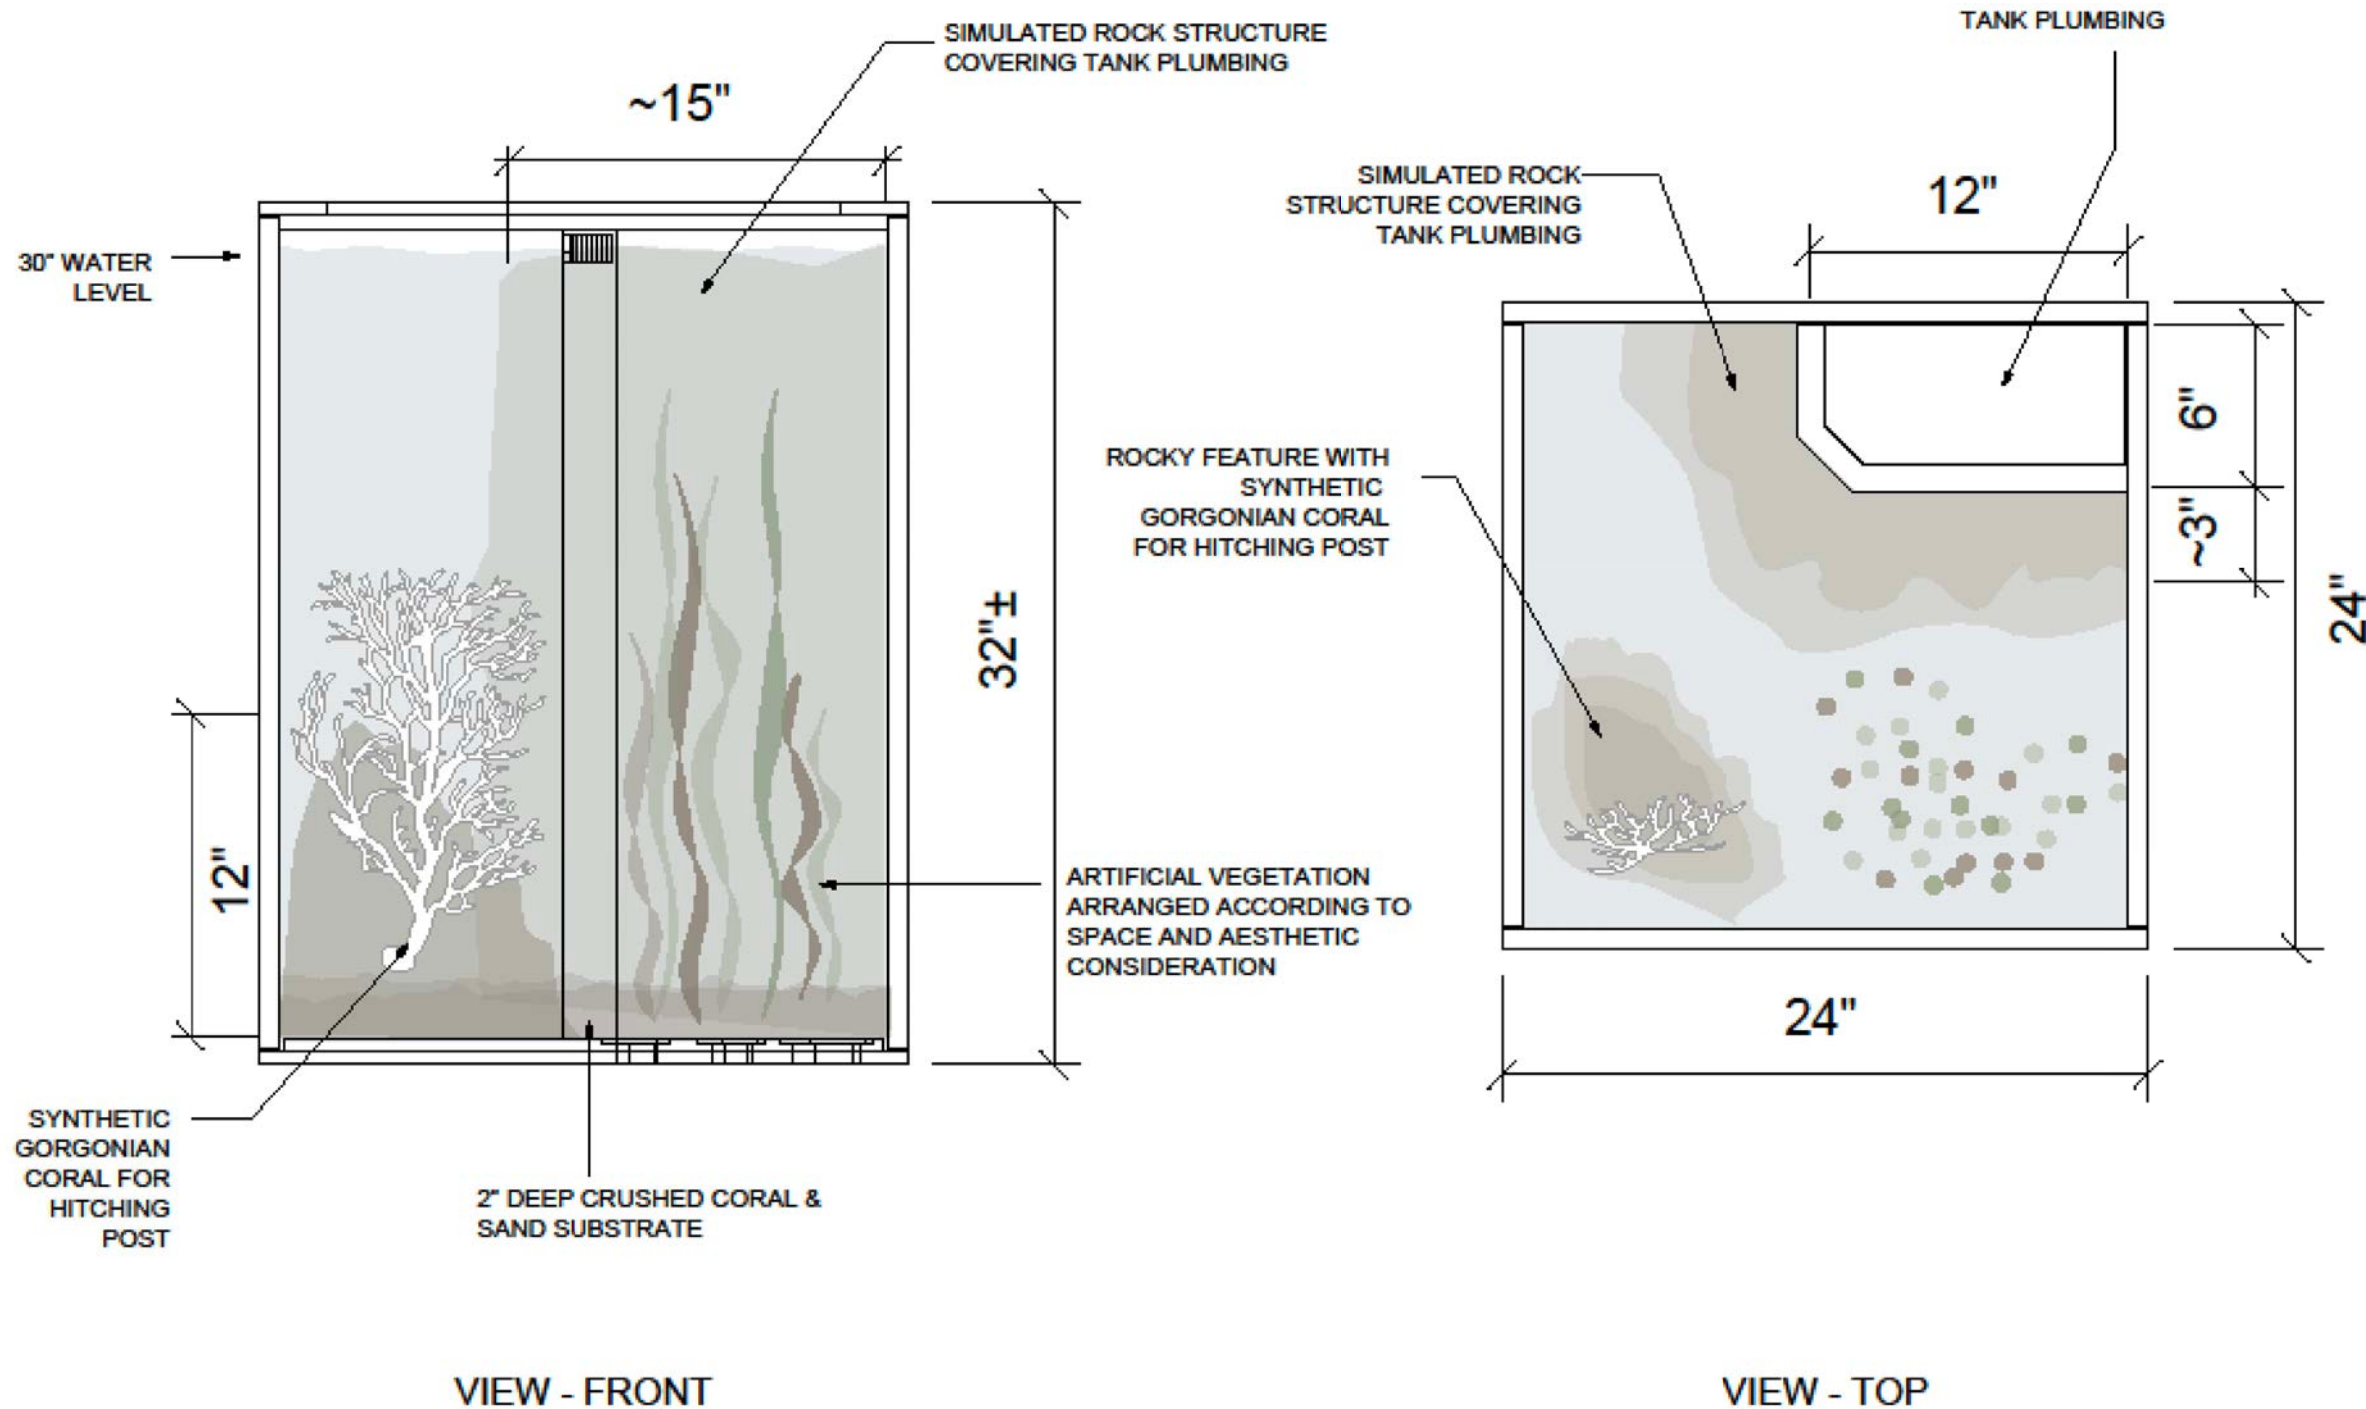 SIMULATED ROCK STRUCTURE
COVERING TANK PLUMBING
~15"
30" WATER
LEVEL
32"±
12"
ARTIFICIAL VEGETATION
ARRANGED ACCORDING TO
SPACE AND AESTHETIC
CONSIDERATION
SYNTHETIC
GORGONIAN
CORAL FOR
HITCHING
POST
2" DEEP CRUSHED CORAL &
SAND SUBSTRATE
VIEW - FRONT
TANK PLUMBING
SIMULATED ROCK
STRUCTURE COVERING
TANK PLUMBING
12"
ROCKY FEATURE WITH
SYNTHETIC
GORGONIAN CORAL
FOR HITCHING POST
6"
~3"
24"
24"
VIEW - TOP